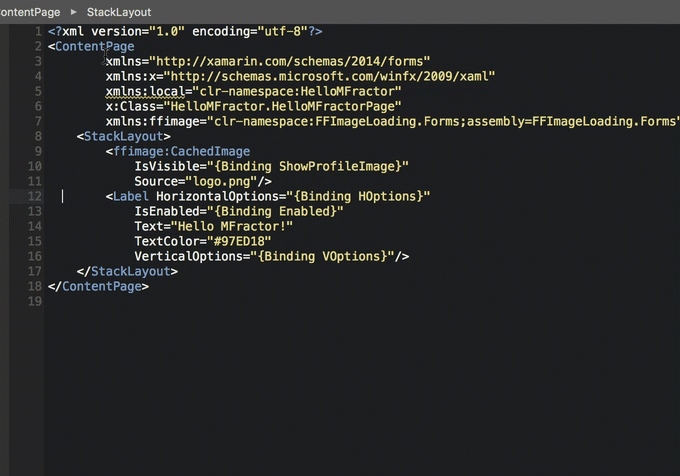 ontentPage ▸ StackLayout
1 <?xml version="1.0" encoding="utf-8"?>
2 <ContentPage
3 xmlns="http://xamarin.com/schemas/2014/forms"
4 xmlns:x="http://schemas.microsoft.com/winfx/2009/xaml"
5 xmlns:local="clr-namespace:HelloMFractor"
6 x:Class="HelloMFractor.HelloMFractorPage"
7 xmlns:ffimage="clr-namespace:FFImageLoading.Forms;assembly=FFImageLoading.Forms"
8 <StackLayout>
9 <ffimage:CachedImage
10 IsVisible="{Binding ShowProfileImage}"
11 Source="logo.png"/>
12 <Label HorizontalOptions="{Binding HOptions}"
13 IsEnabled="{Binding Enabled}"
14 Text="Hello MFractor!"
15 TextColor="#97ED18"
16 VerticalOptions="{Binding VOptions}"/>
17 </StackLayout>
18 </ContentPage>
19